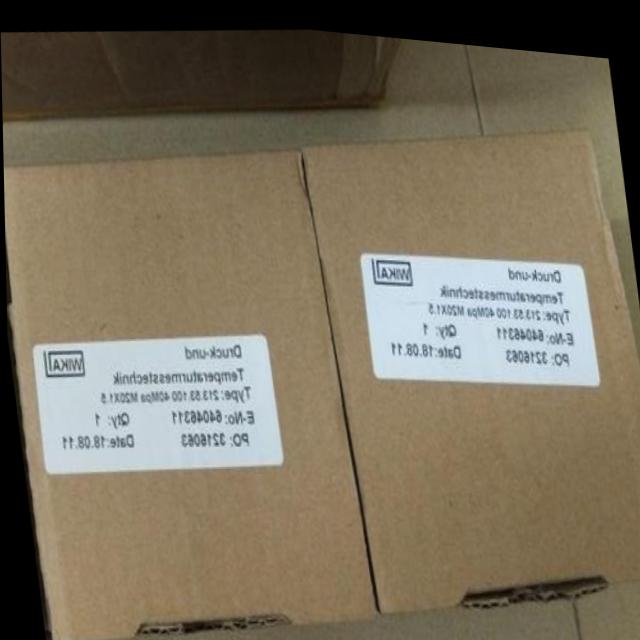 Druck-und WIKA
Temperaturmesstechnik
Type: 213.53.100 40kpa M20X1.5
E-No: 64046311 Qty: 1
PO: 3216063 Date:18.08.11
Druck-und WIKA
Temperaturmesstechnik
Type: 213.53.100 40kpa M20X1.5
E-No: 64046311 Qty: 1
PO: 3216063 Date:18.08.11